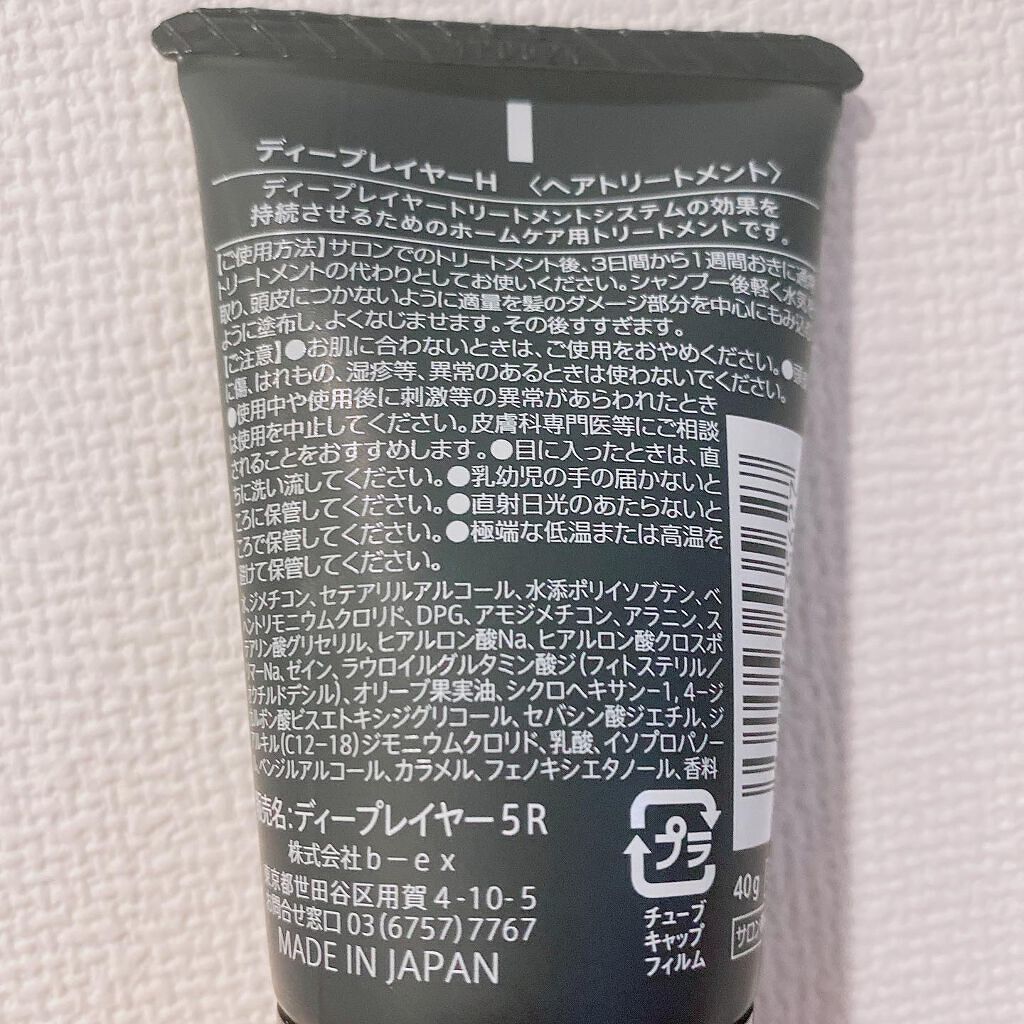 ディープレイヤーH 〈ヘアトリートメント〉
ディープレイヤートリートメントシステムの効果を
持続させるためのホームケア用トリートメントです。
【ご使用方法】サロンでのトリートメント後、3日間から1週間おきに
トリートメントの代わりとしてお使いください。シャンプー後軽く水気を
取り、頭皮につかないように適量を髪のダメージ部分を中心にもみ込む
ように塗布し、よくなじませます。その後すすぎます。
【ご注意】●お肌に合わないときは、ご使用をおやめください。●
に傷、はれもの、湿疹等、異常のあるときは使わないでください。
●使用中や使用後に刺激等の異常があらわれたとき
は使用を中止してください。皮膚科専門医等にご相談
されることをおすすめします。●目に入ったときは、直
ちに洗い流してください。●乳幼児の手の届かないと
ころに保管してください。●直射日光のあたらないと
ころで保管してください。●極端な低温または高温を
避けて保管してください。
ジメチコン、セテアリルアルコール、水添ポリイソブテン、ベ
ントリモニウムクロリド、DPG、アモジメチコン、アラニン、ス
テアリン酸グリセリル、ヒアルロン酸Na、ヒアルロン酸クロスポ
マーNa、ゼイン、ラウロイルグルタミン酸ジ(フィトステリル/
クチルドデシル)、オリーブ果実油、シクロヘキサン-1, 4-ジ
ルボン酸ビスエトキシジグリコール、セバシン酸ジエチル、ジ
アルキル(C12-18)ジモニウムクロリド、乳酸、イソプロパノー
ベンジルアルコール、カラメル、フェノキシエタノール、香料
販売名:ディープレイヤー5R
株式会社b-ex
東京都世田谷区用賀4-10-5
お問合せ窓口 03(6757)7767
MADE IN JAPAN
プラ
チューブ
キャップ
フィルム
40g
サロン